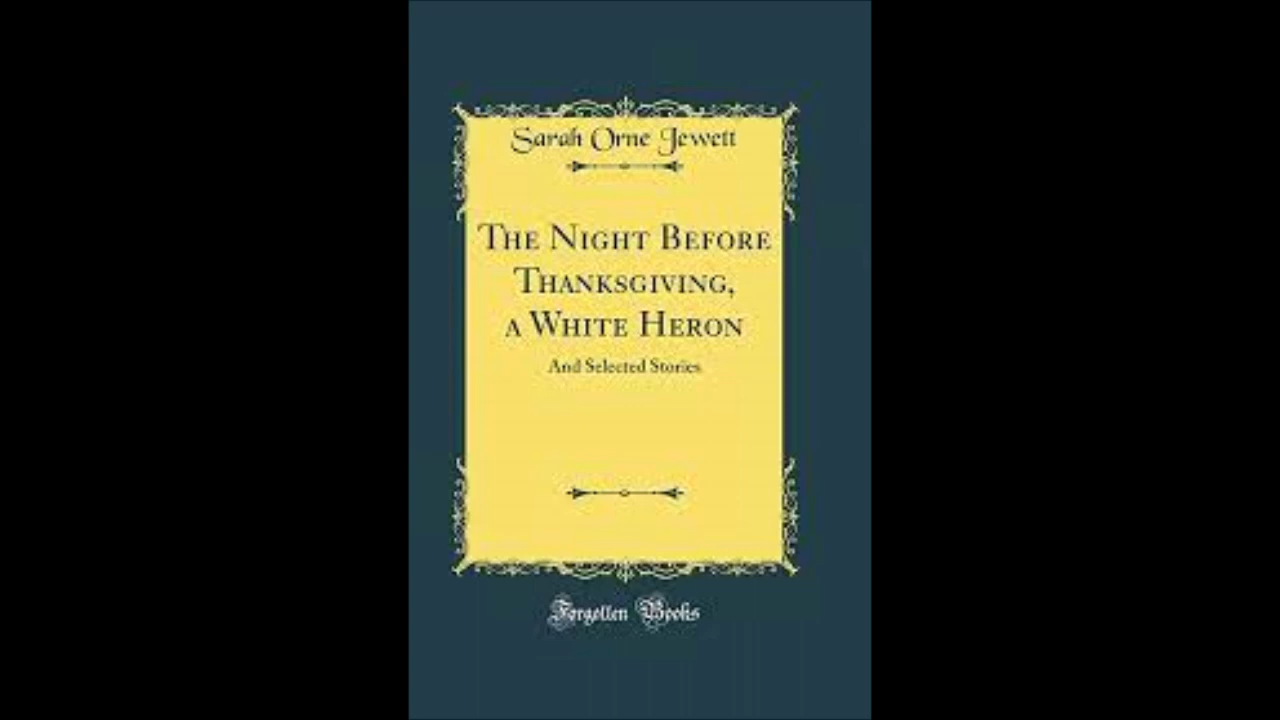 Sarah Orne Jewett
The Night Before
Thanksgiving,
a White Heron
And Selected Stories
Forgotten Books